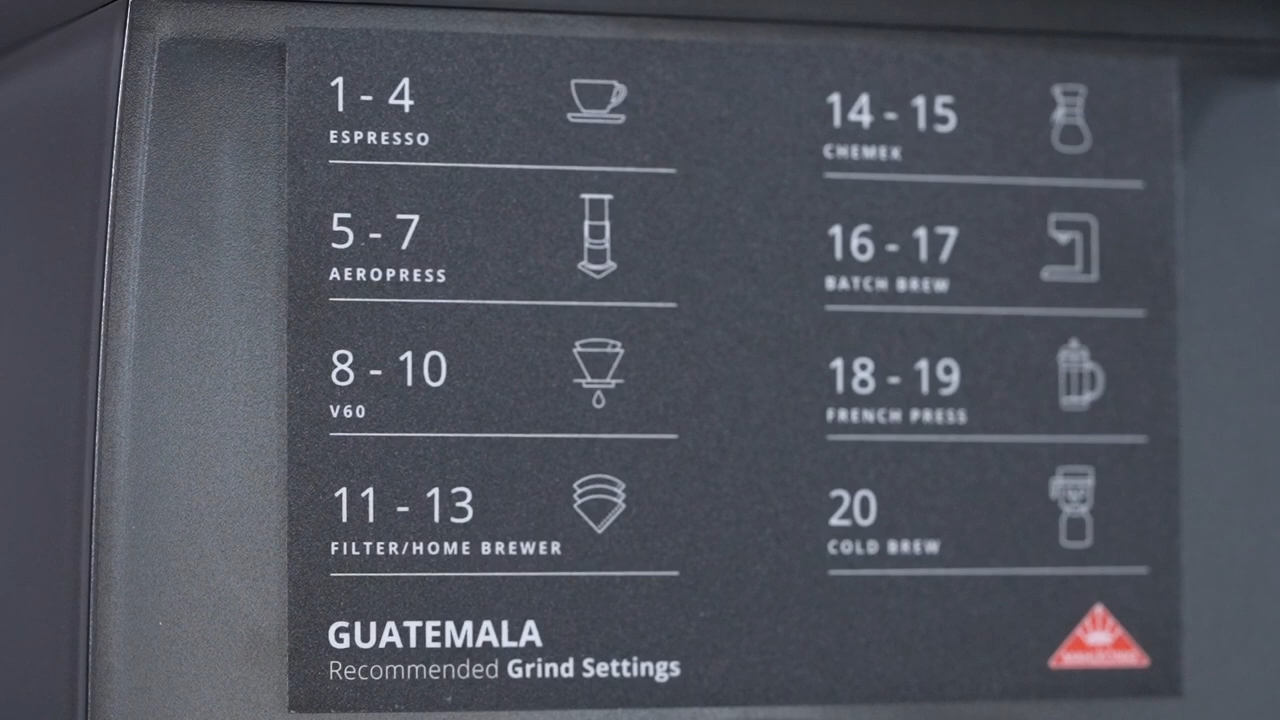 1 - 4
ESPRESSO
5 - 7
AEROPRESS
8 - 10
V60
11 - 13
FILTER/HOME BREWER
14 - 15
CHEMEX
16 - 17
BATCH BREW
18 - 19
FRENCH PRESS
20
COLD BREW
GUATEMALA
Recommended Grind Settings